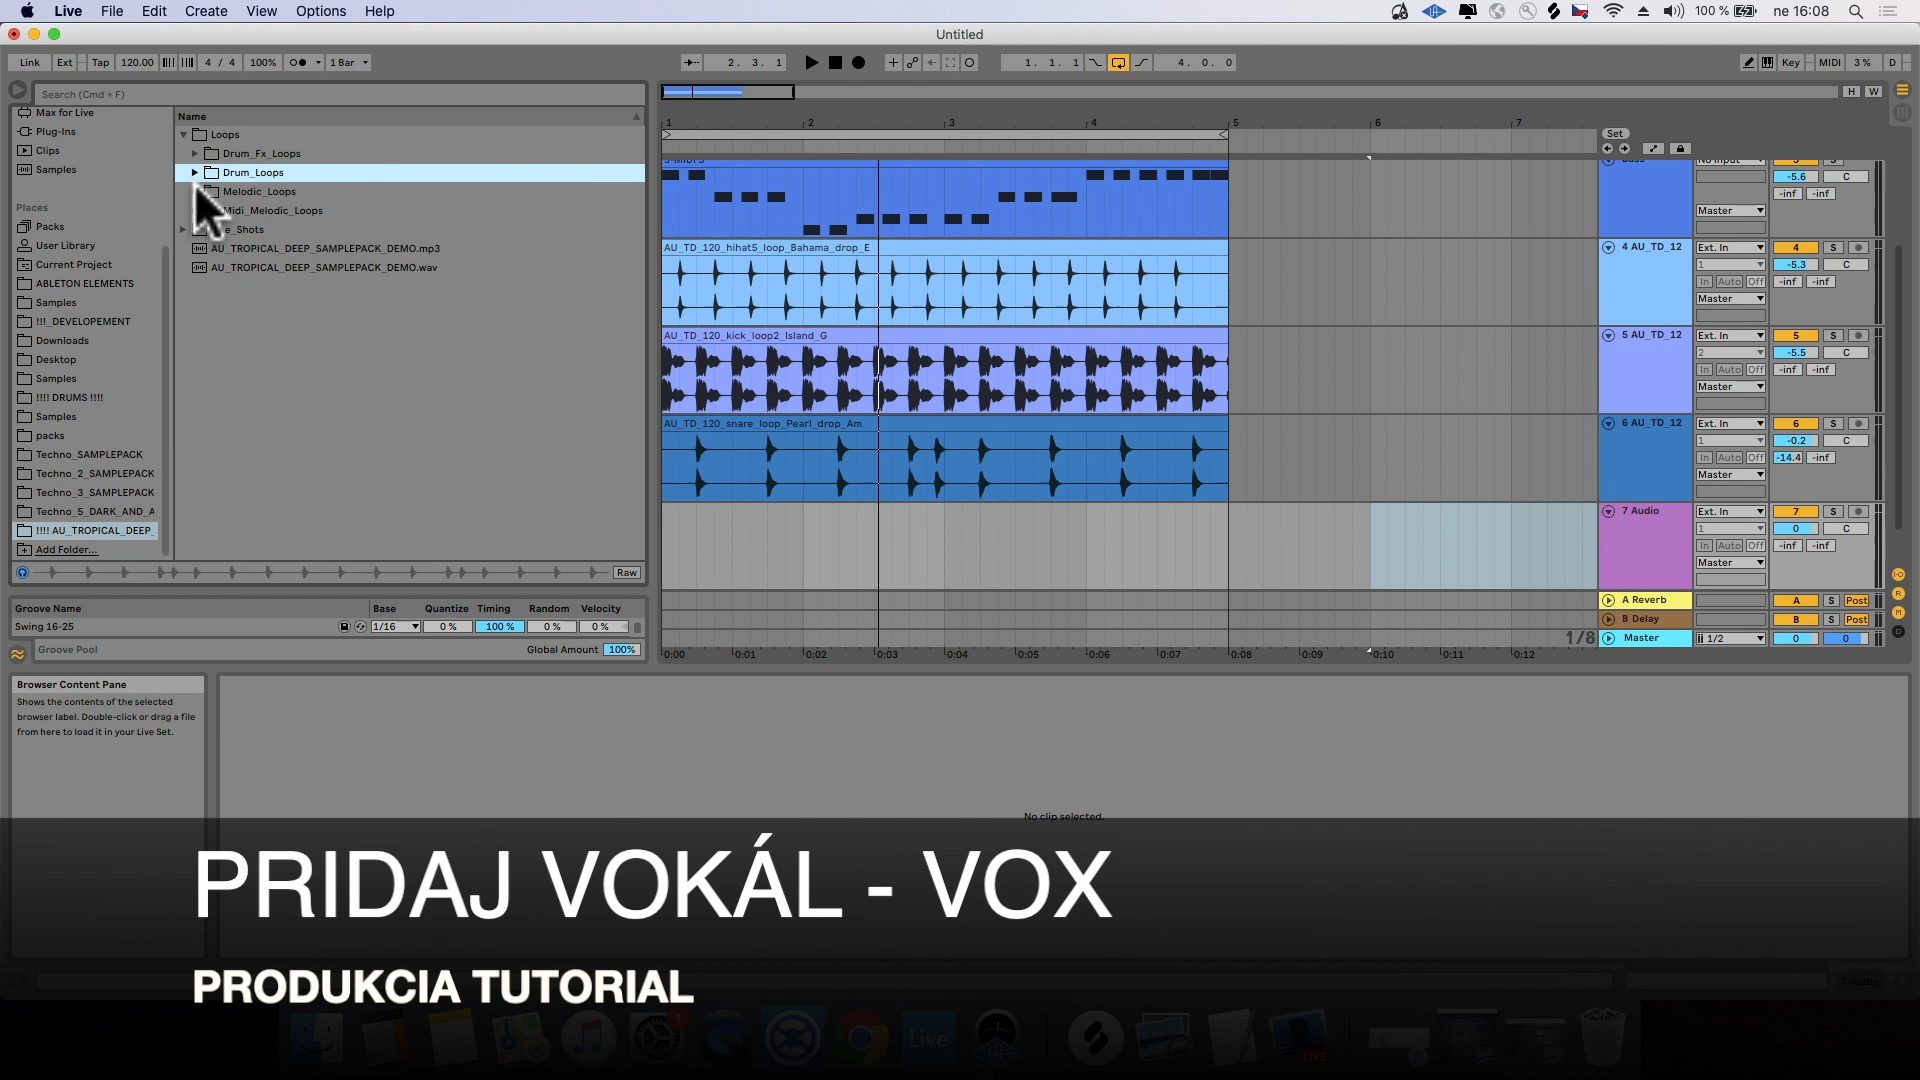 Live File Edit Create View Options Help
100 % ne 16:08
Untitled
Link Ext Tap 120.00 4 / 4 100% 1 Bar 2. 3. 1 1. 1. 1 4. 0. 0 Key MIDI 3 % D
Search (Cmd + F)
H W
Max for Live
Plug-Ins
Clips
Samples
Places
Packs
User Library
Current Project
ABLETON ELEMENTS
Samples
!!!_DEVELOPEMENT
Downloads
Desktop
Samples
!!!! DRUMS !!!!
Samples
packs
Techno_SAMPLEPACK
Techno_2_SAMPLEPACK
Techno_3_SAMPLEPACK
Techno_5_DARK_AND_A
!!!! AU_TROPICAL_DEEP_
Add Folder...
Name
Loops
Drum_Fx_Loops
Drum_Loops
Melodic_Loops
Midi_Melodic_Loops
AU_TROPICAL_DEEP_SAMPLEPACK_DEMO.mp3
AU_TROPICAL_DEEP_SAMPLEPACK_DEMO.wav
Raw
Groove Name Base Quantize Timing Random Velocity
Swing 16-25 1/16 0 % 100 % 0 % 0 %
Groove Pool Global Amount 100%
1 2 3 4 5 6 7
Set
AU_TD_120_hihat5_loop_Bahama_drop_E
AU_TD_120_kick_loop2_Island_G
AU_TD_120_snare_loop_Pearl_drop_Am
-5.6 C
-inf -inf
Master
4 AU_TD_12 Ext. In 4 S
1 -5.3 C
In Auto Off -inf -inf
Master
5 AU_TD_12 Ext. In 5 S
2 -5.5 C
In Auto Off -inf -inf
Master
6 AU_TD_12 Ext. In 6 S
1 -0.2 C
In Auto Off -14.4 -inf
Master
7 Audio Ext. In 7 S
1 0 C
In Auto Off -inf -inf
Master
A Reverb A S Post
B Delay B S Post
1/8 Master 1/2 0 0
0:00 0:01 0:02 0:03 0:04 0:05 0:06 0:07 0:08 0:09 0:10 0:11 0:12
Browser Content Pane
Shows the contents of the selected
browser label. Double-click or drag a file
from here to load it in your Live Set.
No clip selected.
PRIDAJ VOKÁL - VOX
PRODUKCIA TUTORIAL
7-Audio
Live
LIVE